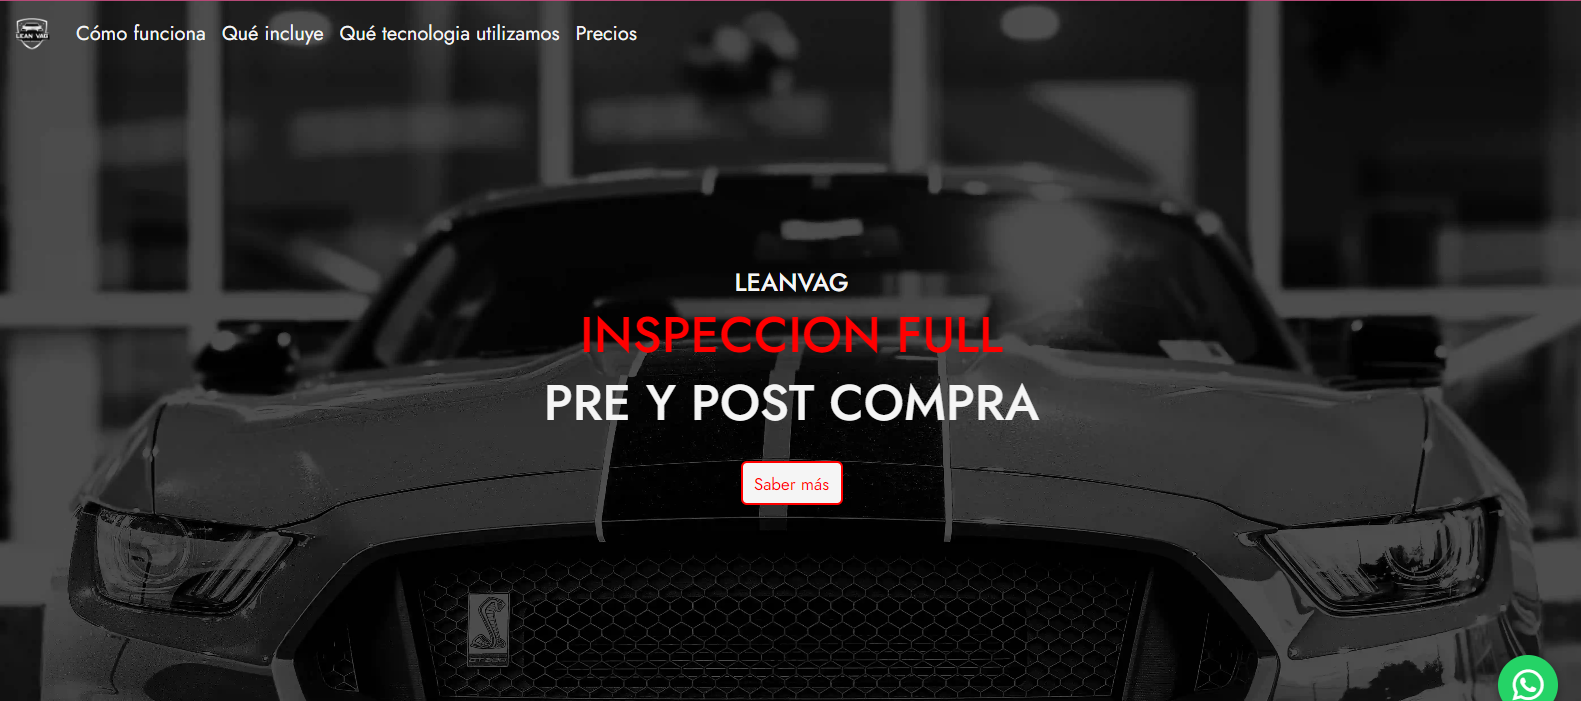 LEAN VAG
Cómo funciona Qué incluye Qué tecnologia utilizamos Precios
LEANVAG
INSPECCION FULL
PRE Y POST COMPRA
Saber más